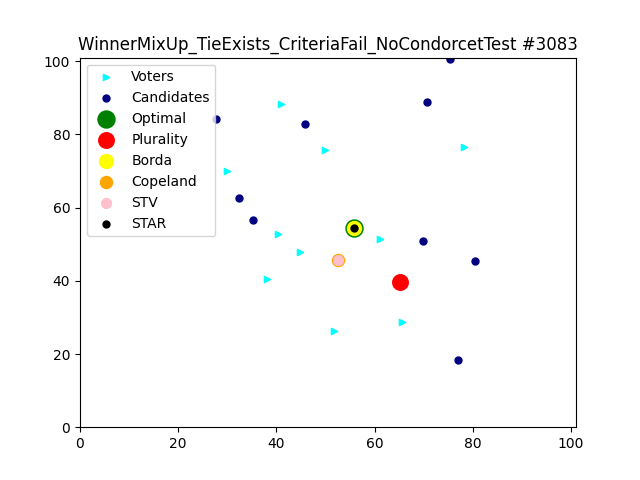 WinnerMixUp_TieExists_CriteriaFail_NoCondorcetTest #3083
100
80
60
40
20
0
Voters
Candidates
Optimal
Plurality
Borda
Copeland
STV
STAR
0 20 40 60 80 100